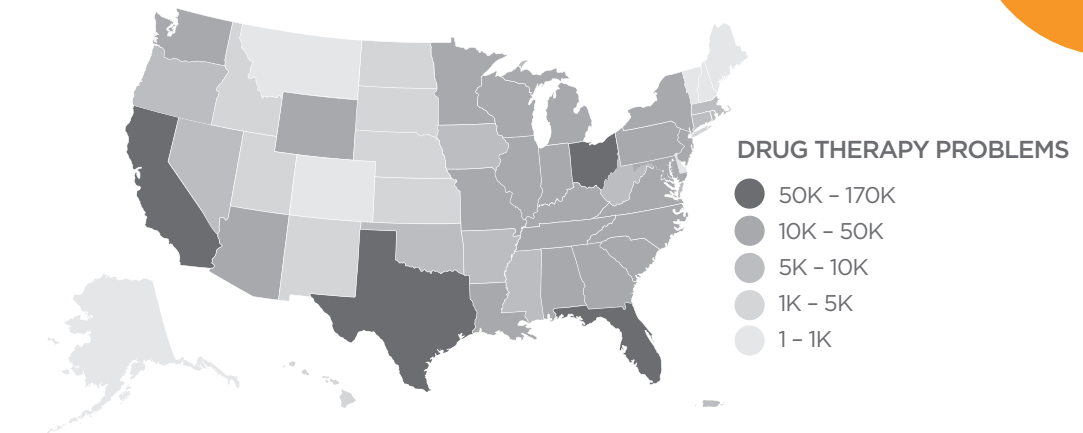 DRUG THERAPY PROBLEMS
50K – 170K
10K – 50K
5K – 10K
1K – 5K
1 – 1K